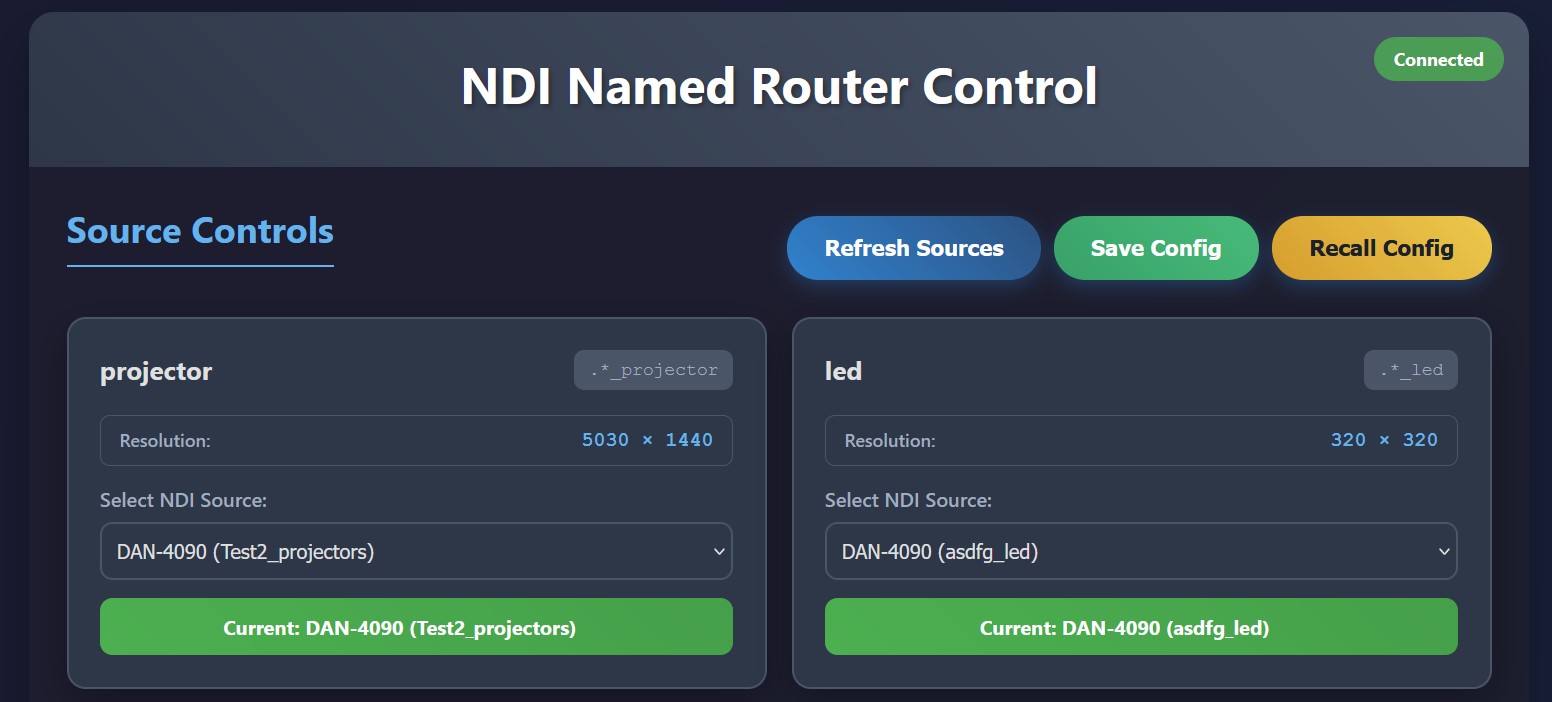 Connected
NDI Named Router Control
Source Controls
Refresh Sources
Save Config
Recall Config
projector
.*_projector
Resolution:
5030 × 1440
Select NDI Source:
DAN-4090 (Test2_projectors)
Current: DAN-4090 (Test2_projectors)
led
.*_led
Resolution:
320 × 320
Select NDI Source:
DAN-4090 (asdfg_led)
Current: DAN-4090 (asdfg_led)